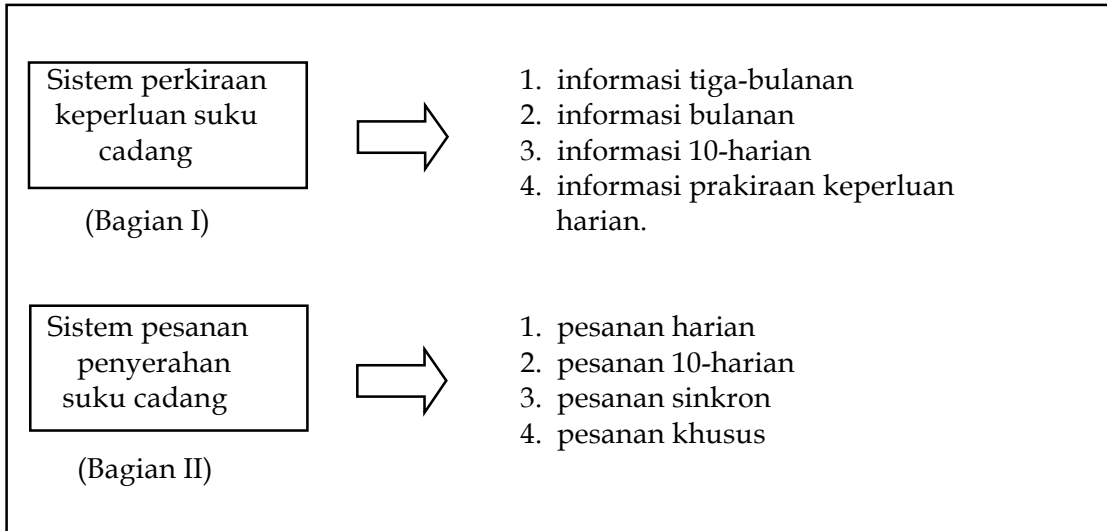 Sistem perkiraan
keperluan suku
cadang
(Bagian I)
1. informasi tiga-bulanan
2. informasi bulanan
3. informasi 10-harian
4. informasi prakiraan keperluan
harian.
Sistem pesanan
penyerahan
suku cadang
(Bagian II)
1. pesanan harian
2. pesanan 10-harian
3. pesanan sinkron
4. pesanan khusus